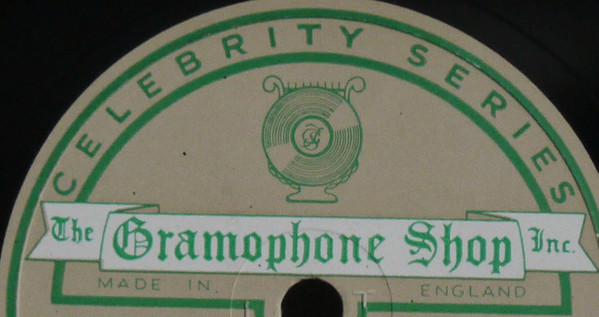 CELEBRITY SERIES
The Gramophone Shop Inc.
MADE IN. ENGLAND